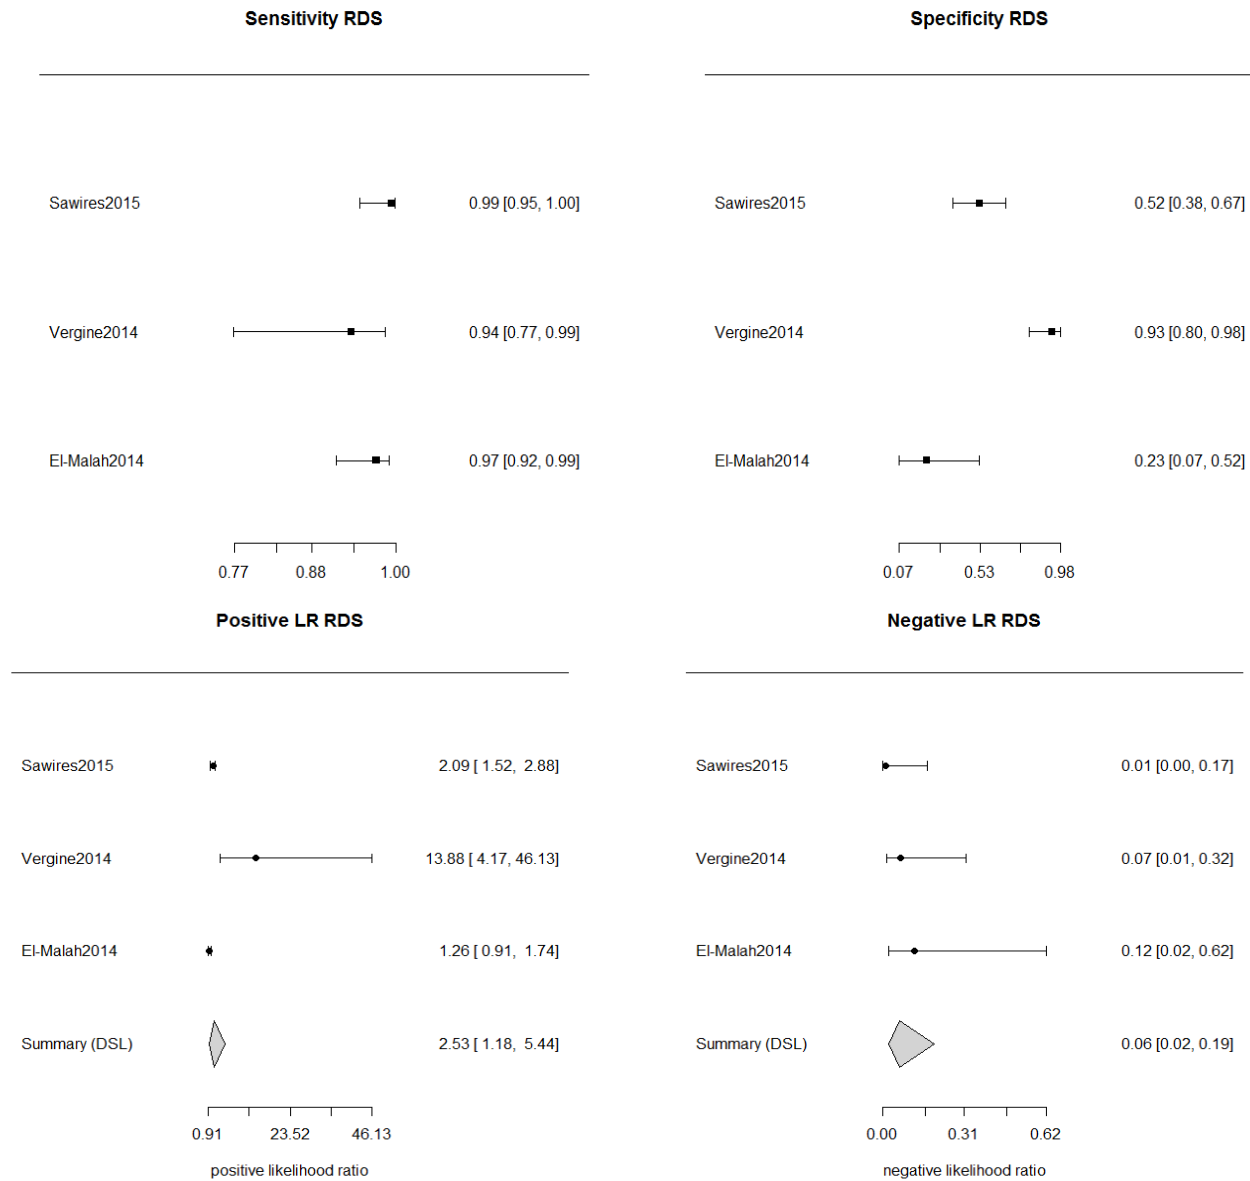 Sensitivity RDS
Sawires2015 0.99 [0.95, 1.00]
Vergine2014 0.94 [0.77, 0.99]
El-Malah2014 0.97 [0.92, 0.99]
0.77 0.88 1.00
Specificity RDS
Sawires2015 0.52 [0.38, 0.67]
Vergine2014 0.93 [0.80, 0.98]
El-Malah2014 0.23 [0.07, 0.52]
0.07 0.53 0.98
Positive LR RDS
Sawires2015 2.09 [ 1.52, 2.88]
Vergine2014 13.88 [ 4.17, 46.13]
El-Malah2014 1.26 [ 0.91, 1.74]
Summary (DSL) 2.53 [ 1.18, 5.44]
0.91 23.52 46.13
positive likelihood ratio
Negative LR RDS
Sawires2015 0.01 [0.00, 0.17]
Vergine2014 0.07 [0.01, 0.32]
El-Malah2014 0.12 [0.02, 0.62]
Summary (DSL) 0.06 [0.02, 0.19]
0.00 0.31 0.62
negative likelihood ratio